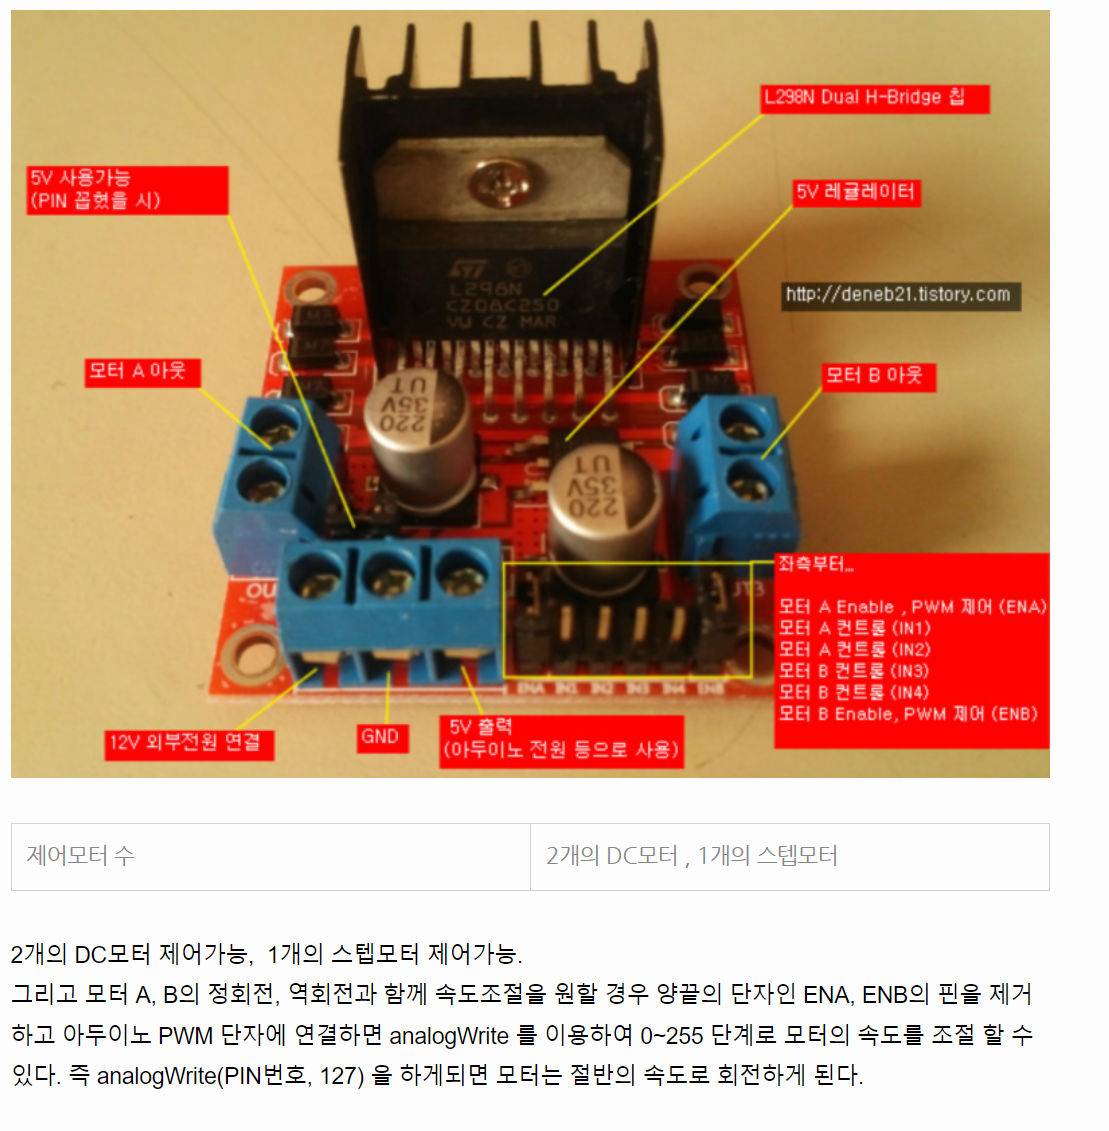 L298N Dual H-Bridge 칩
5V 사용가능
(PIN 꼽혔을 시)
5V 레귤레이터
http://deneb21.tistory.com
L298N
CZ08C250
VW CZ MAR
모터 A 아웃
모터 B 아웃
M7
M7
M7
220
35V
UT
220
35V
UT
좌측부터...
모터 A Enable , PWM 제어 (ENA)
모터 A 컨트롤 (IN1)
모터 A 컨트롤 (IN2)
모터 B 컨트롤 (IN3)
모터 B 컨트롤 (IN4)
모터 B Enable, PWM 제어 (ENB)
ENA IN1 IN2 IN3 IN4 ENB
12V 외부전원 연결
GND
5V 출력
(아두이노 전원 등으로 사용)
제어모터 수
2개의 DC모터 , 1개의 스텝모터
2개의 DC모터 제어가능, 1개의 스텝모터 제어가능.
그리고 모터 A, B의 정회전, 역회전과 함께 속도조절을 원할 경우 양끝의 단자인 ENA, ENB의 핀을 제거
하고 아두이노 PWM 단자에 연결하면 analogWrite 를 이용하여 0~255 단계로 모터의 속도를 조절 할 수
있다. 즉 analogWrite(PIN번호, 127) 을 하게되면 모터는 절반의 속도로 회전하게 된다.